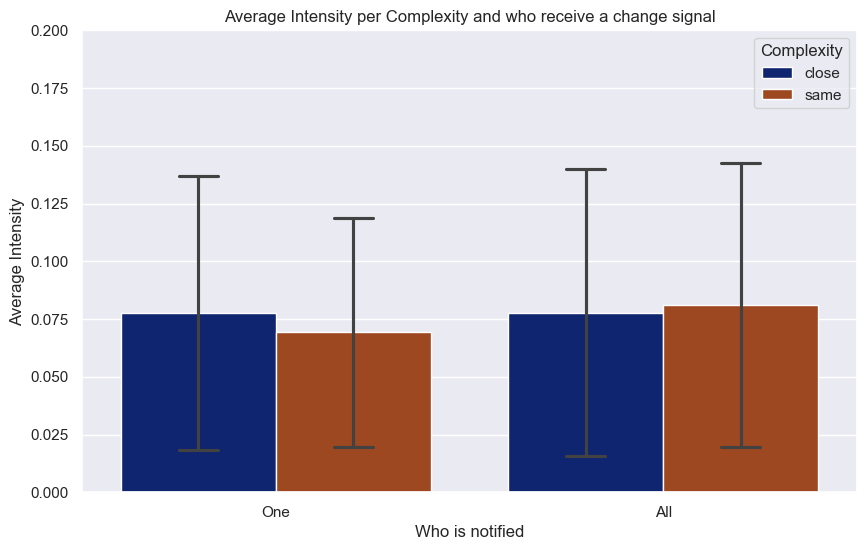 Average Intensity per Complexity and who receive a change signal
0.200
0.175
0.150
0.125
0.100
0.075
0.050
0.025
0.000
Average Intensity
Complexity
close
same
One
All
Who is notified